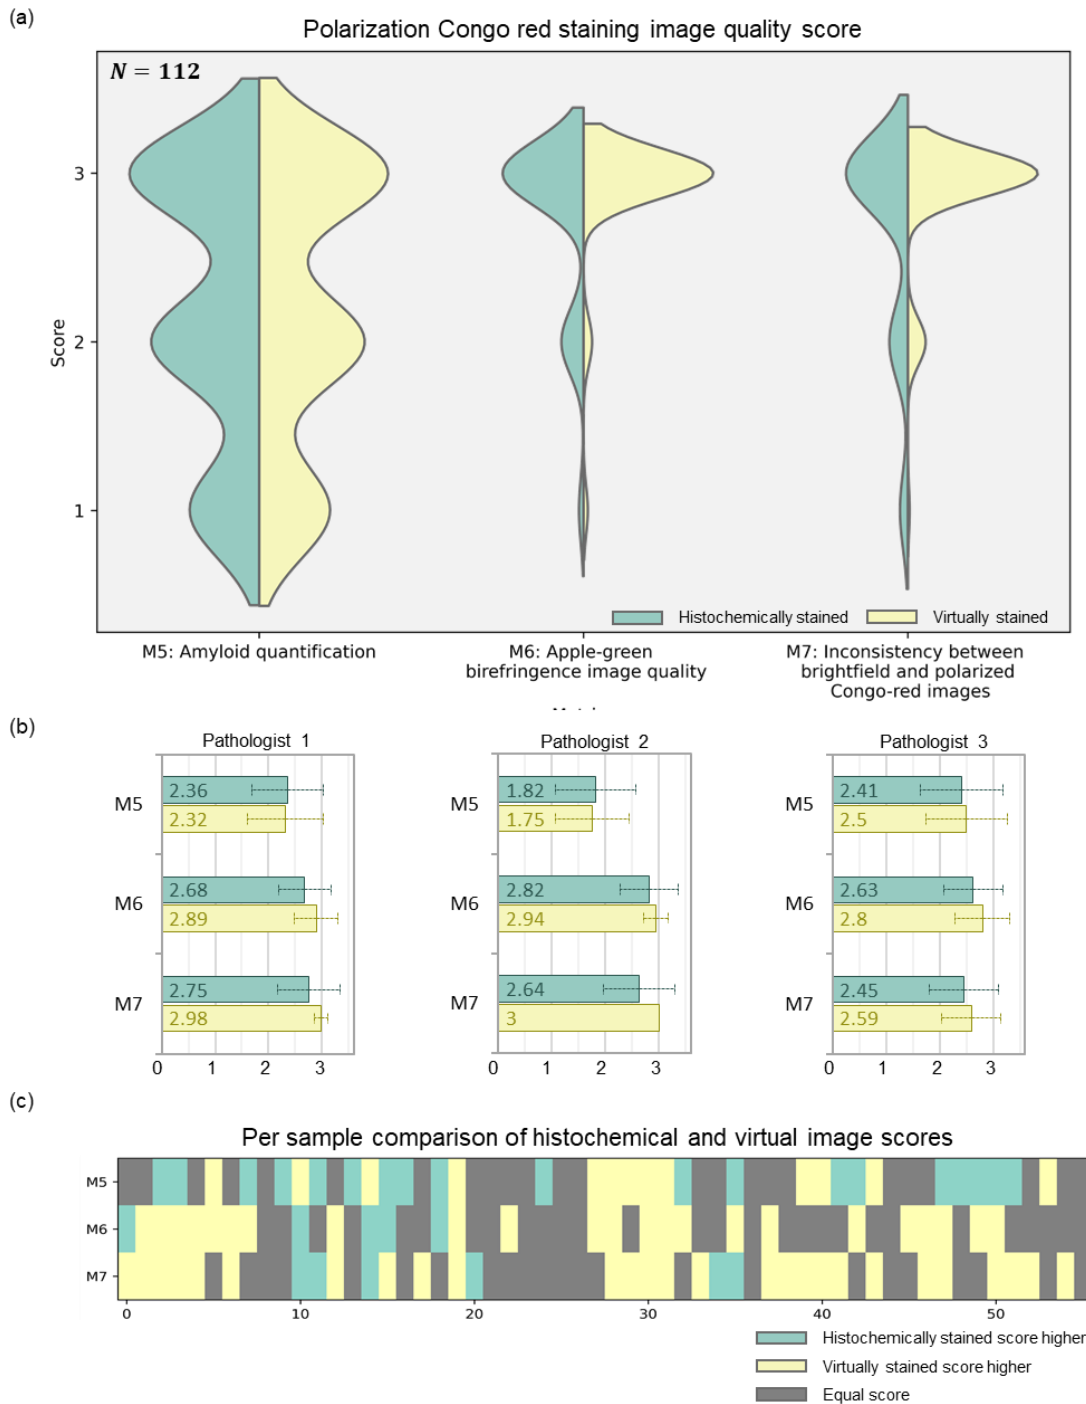 (a)
Polarization Congo red staining image quality score
N = 112
3
2
1
Score
Histochemically stained
Virtually stained
M5: Amyloid quantification
M6: Apple-green
birefringence image quality
M7: Inconsistency between
brightfield and polarized
Congo-red images
(b)
Pathologist 1
M5
2.36
2.32
M6
2.68
2.89
M7
2.75
2.98
0 1 2 3
Pathologist 2
M5
1.82
1.75
M6
2.82
2.94
M7
2.64
3
0 1 2 3
Pathologist 3
M5
2.41
2.5
M6
2.63
2.8
M7
2.45
2.59
0 1 2 3
(c)
Per sample comparison of histochemical and virtual image scores
M5
M6
M7
0 10 20 30 40 50
Histochemically stained score higher
Virtually stained score higher
Equal score